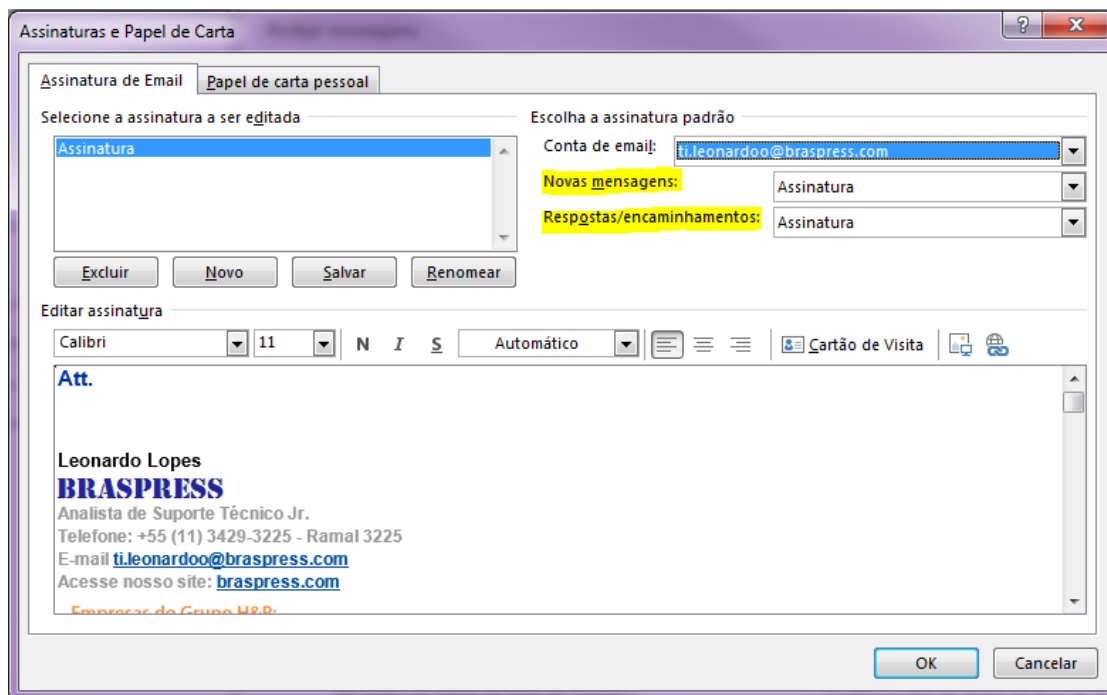 Assinaturas e Papel de Carta
Assinatura de Email
Papel de carta pessoal
Selecione a assinatura a ser editada
Assinatura
Excluir
Novo
Salvar
Renomear
Escolha a assinatura padrão
Conta de email: ti.leonardoo@braspress.com
Novas mensagens: Assinatura
Respostas/encaminhamentos: Assinatura
Editar assinatura
Calibri 11 N I S Automático Cartão de Visita
Att.
Leonardo Lopes
BRASPRESS
Analista de Suporte Técnico Jr.
Telefone: +55 (11) 3429-3225 - Ramal 3225
E-mail ti.leonardoo@braspress.com
Acesse nosso site: braspress.com
Empresas do Grupo H&P:
OK
Cancelar